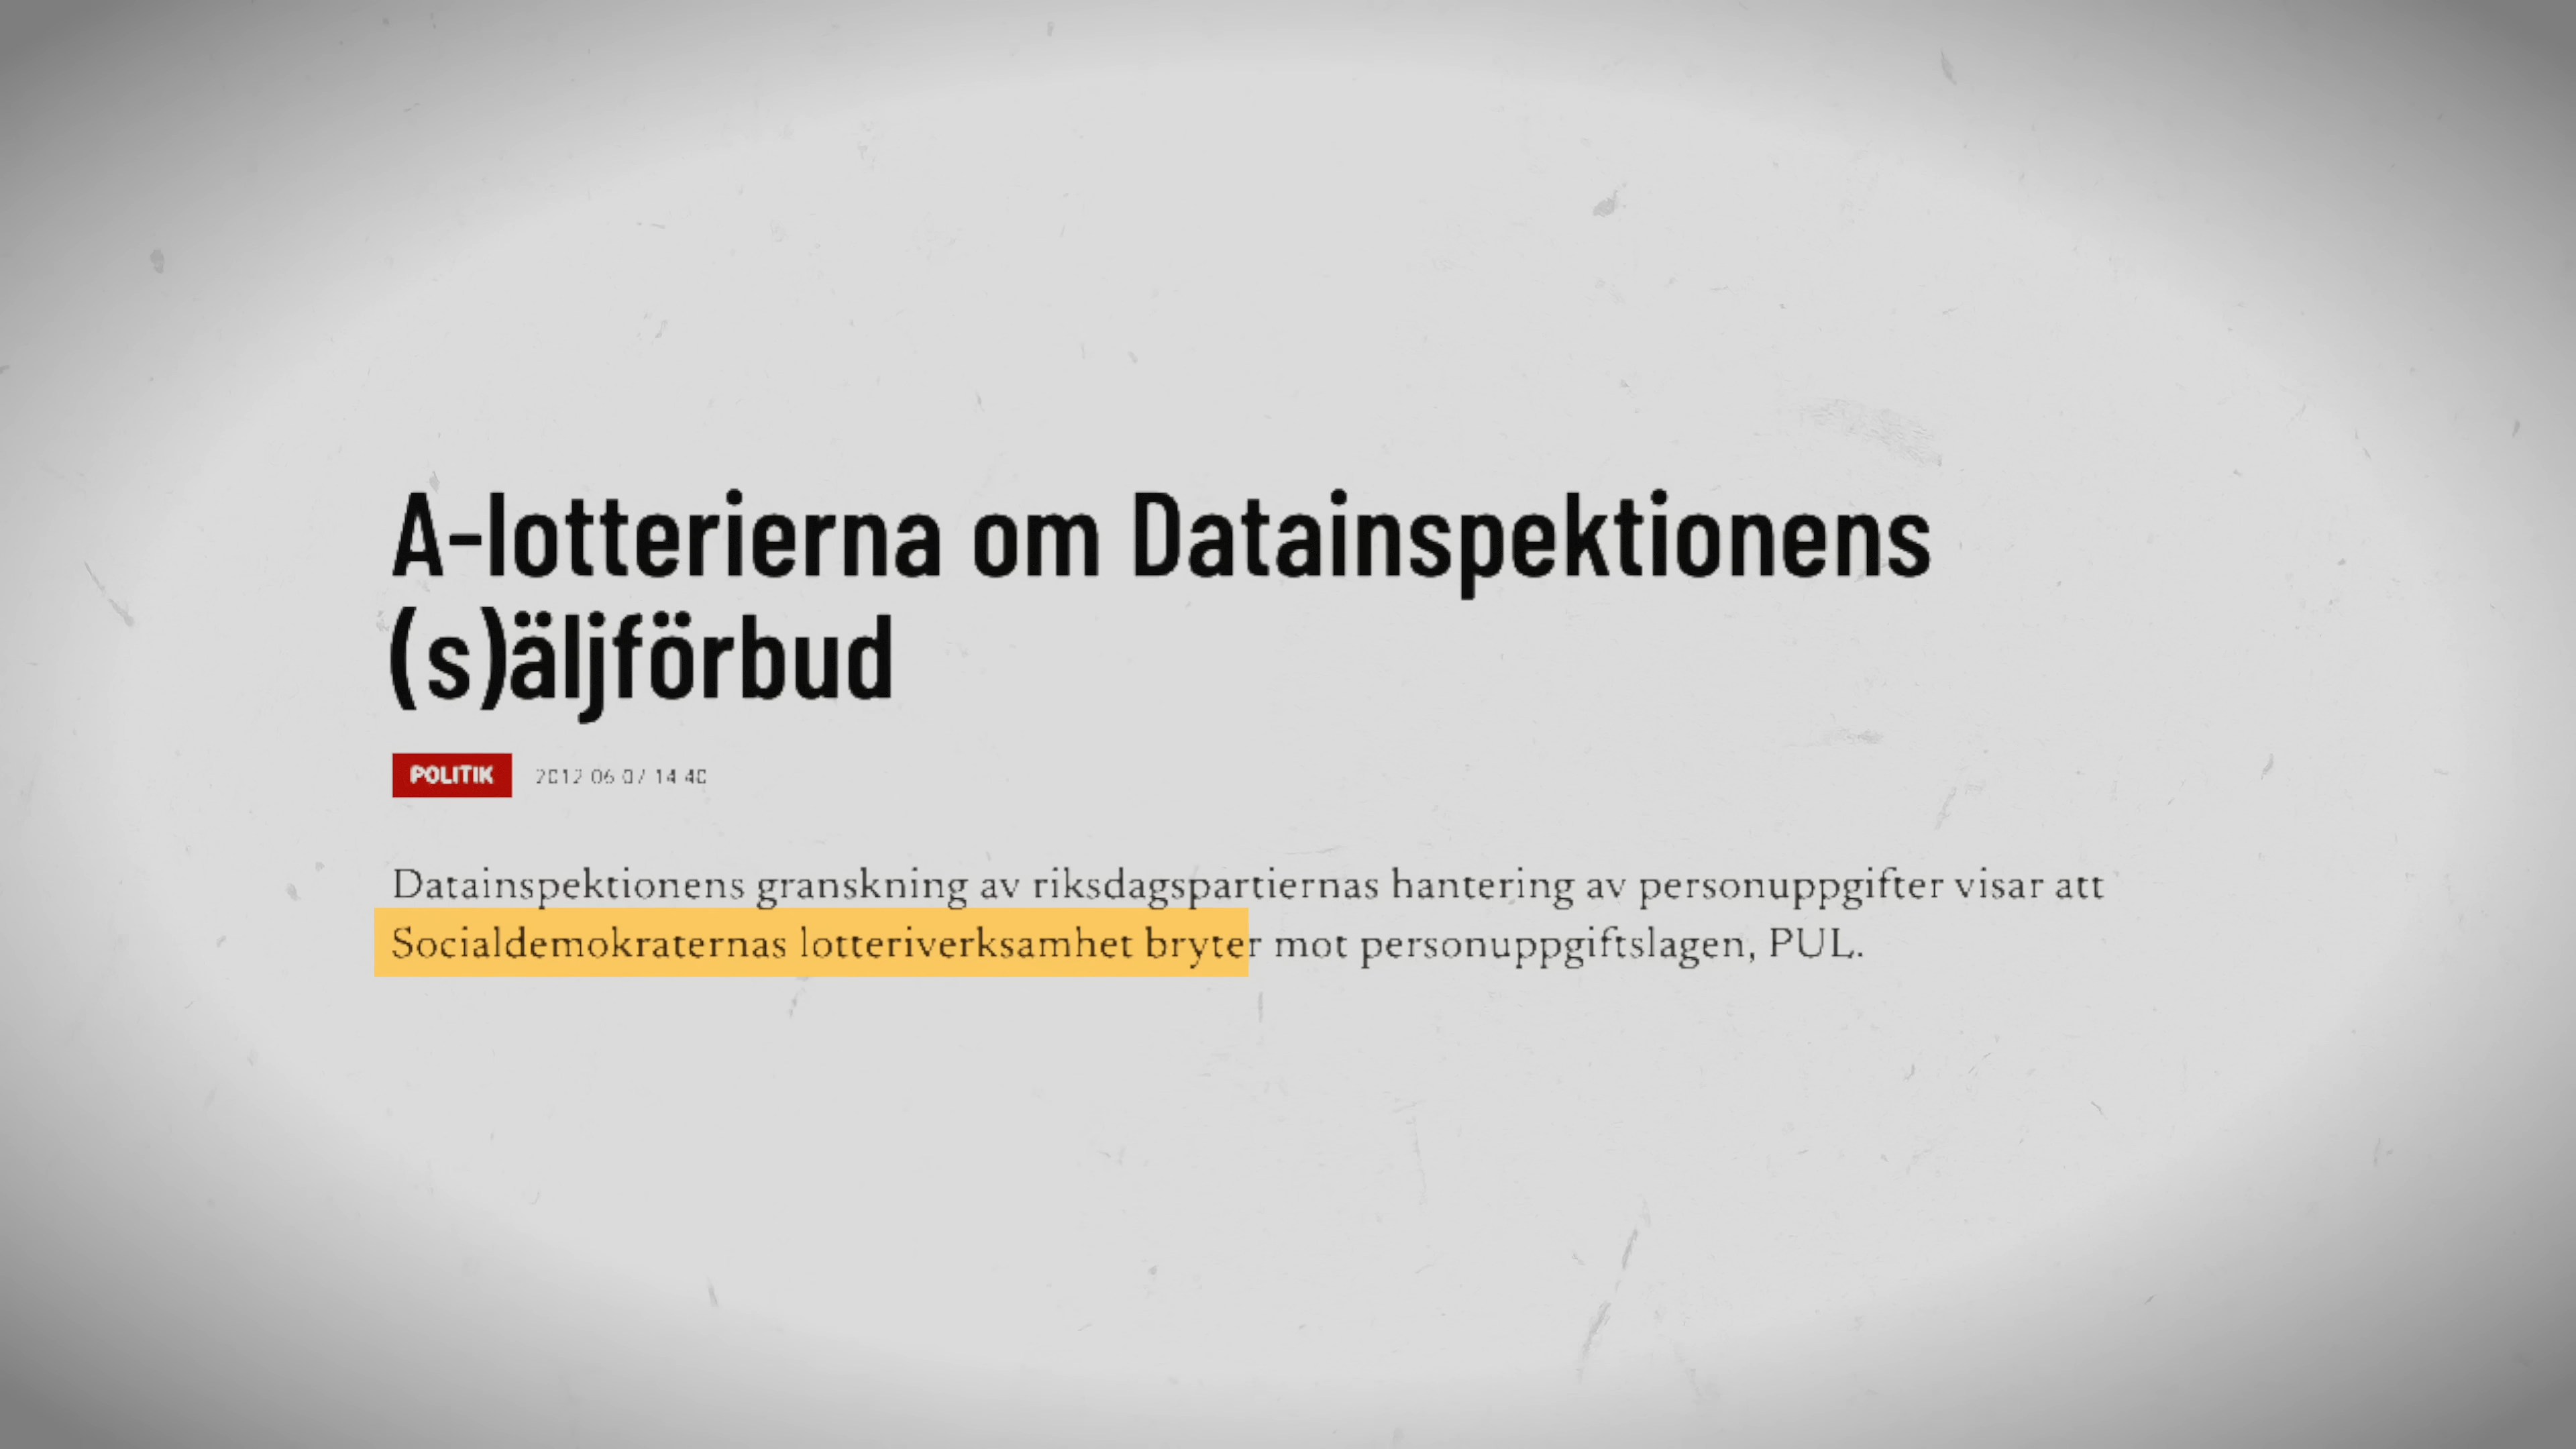 A-lotterierna om Datainspektionens
(s)äljförbud
POLITIK 2012 06 07 14 40
Datainspektionens granskning av riksdagspartiernas hantering av personuppgifter visar att
Socialdemokraternas lotteriverksamhet bryter mot personuppgiftslagen, PUL.